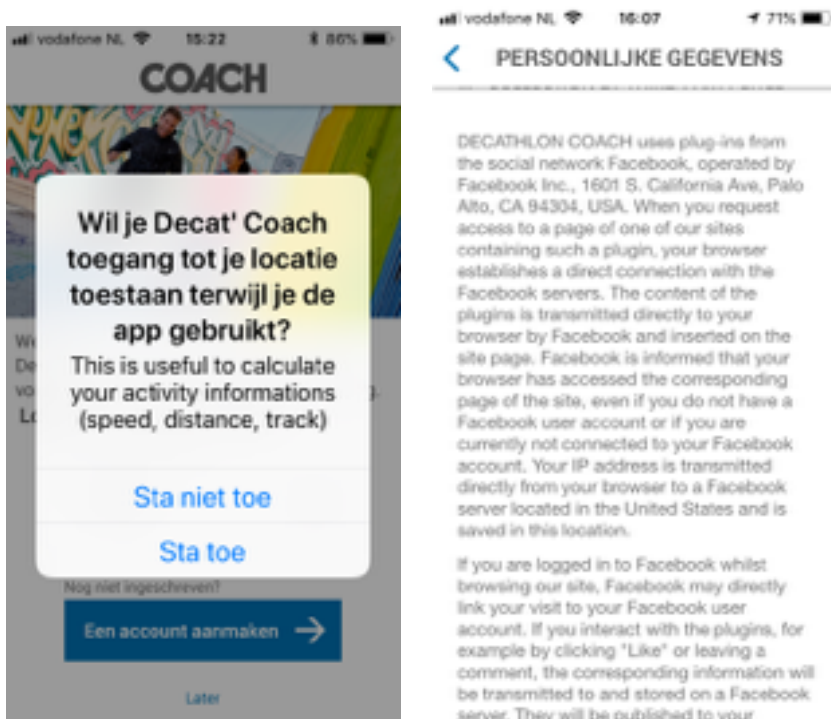 vodafone NL 15:22 86%
COACH
Wil je Decat' Coach
toegang tot je locatie
toestaan terwijl je de
app gebruikt?
This is useful to calculate
your activity informations
(speed, distance, track)
Sta niet toe
Sta toe
Nog niet ingeschreven?
Een account aanmaken
Later
vodafone NL 16:07 71%
PERSOONLIJKE GEGEVENS
DECATHLON COACH uses plug-ins from
the social network Facebook, operated by
Facebook Inc., 1601 S. California Ave, Palo
Alto, CA 94304, USA. When you request
access to a page of one of our sites
containing such a plugin, your browser
establishes a direct connection with the
Facebook servers. The content of the
plugins is transmitted directly to your
browser by Facebook and inserted on the
site page. Facebook is informed that your
browser has accessed the corresponding
page of the site, even if you do not have a
Facebook user account or if you are
currently not connected to your Facebook
account. Your IP address is transmitted
directly from your browser to a Facebook
server located in the United States and is
saved in this location.
If you are logged in to Facebook whilst
browsing our site, Facebook may directly
link your visit to your Facebook user
account. If you interact with the plugins, for
example by clicking "Like" or leaving a
comment, the corresponding information will
be transmitted to and stored on a Facebook
server. They will be published to your